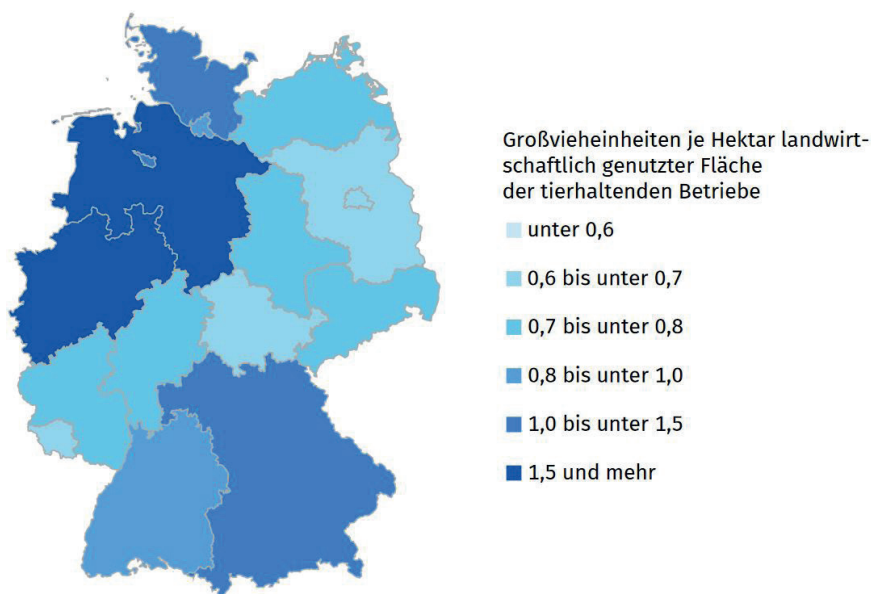 Großvieheinheiten je Hektar landwirt-
schaftlich genutzter Fläche
der tierhaltenden Betriebe
unter 0,6
0,6 bis unter 0,7
0,7 bis unter 0,8
0,8 bis unter 1,0
1,0 bis unter 1,5
1,5 und mehr